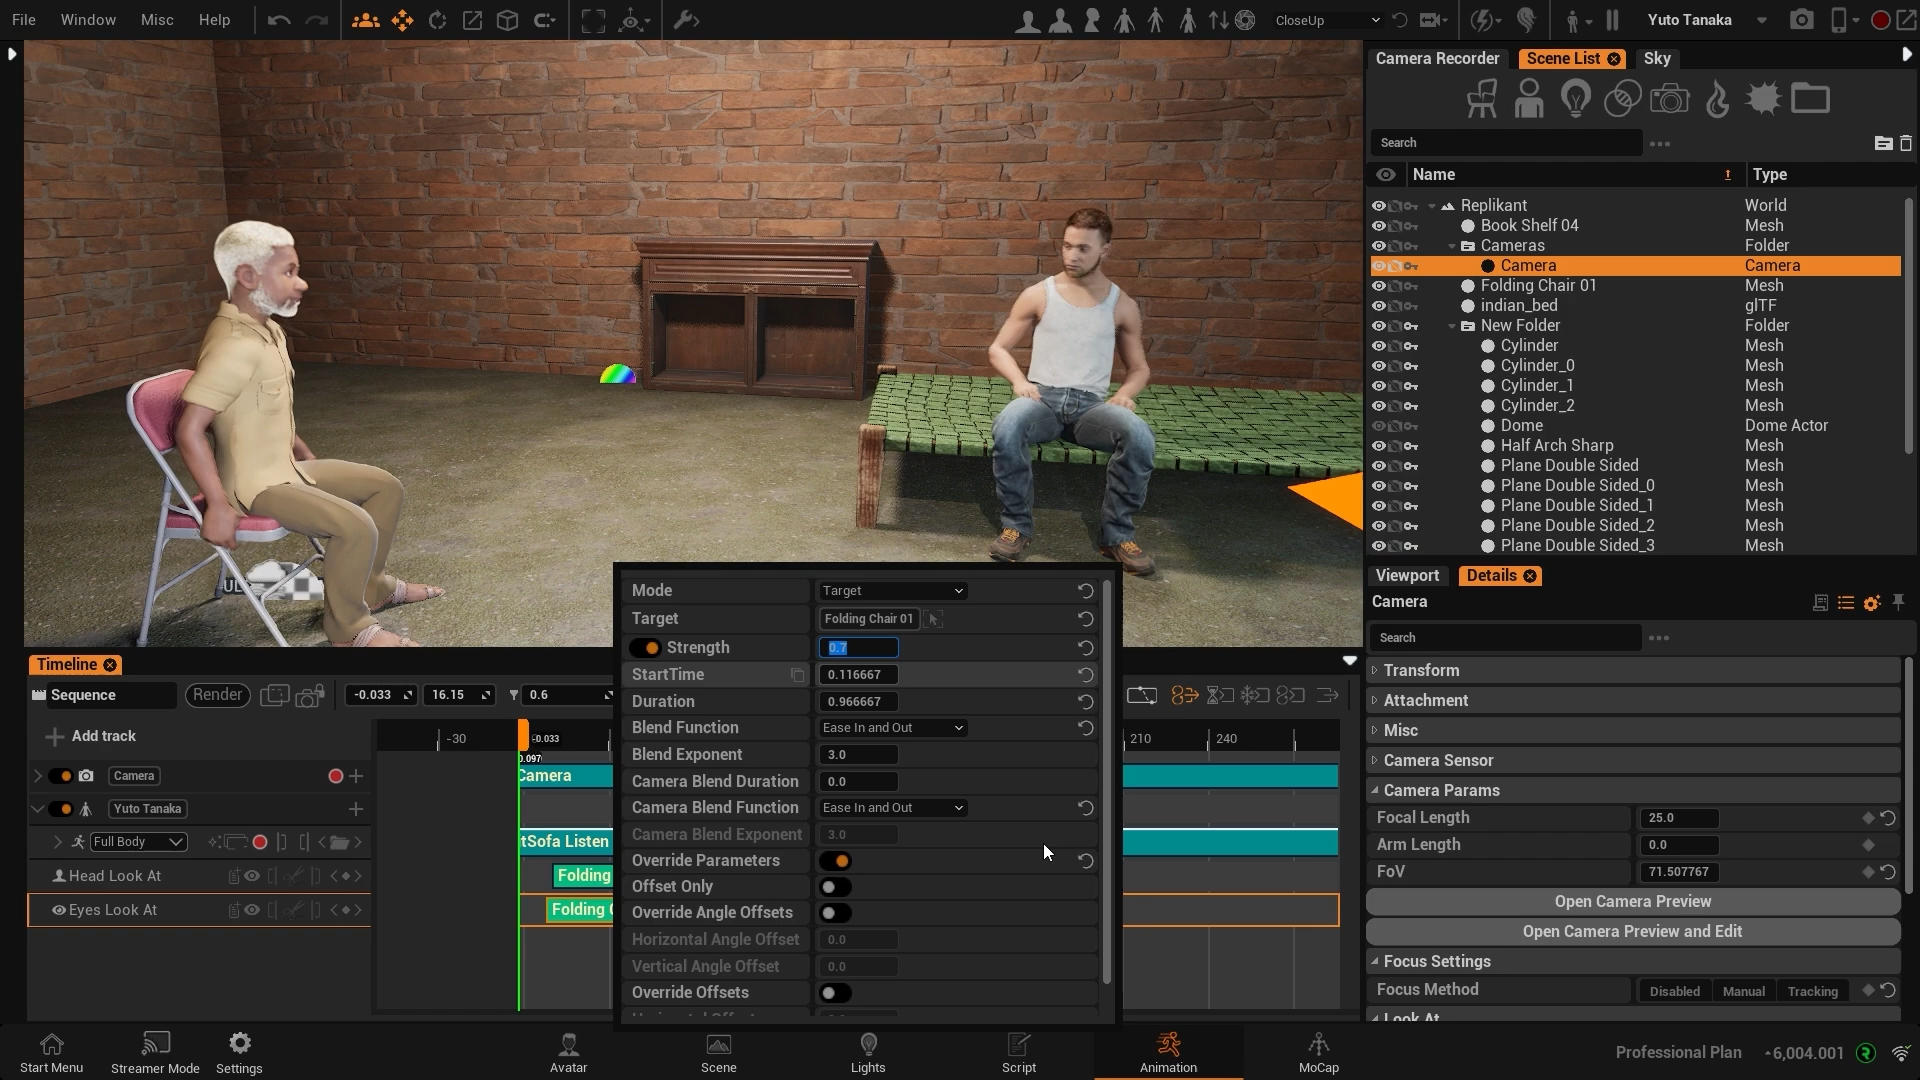 File Window Misc Help CloseUp Yuto Tanaka
Camera Recorder Scene List Sky
Search
Name Type
Replikant World
Book Shelf 04 Mesh
Cameras Folder
Camera Camera
Folding Chair 01 Mesh
indian_bed glTF
New Folder Folder
Cylinder Mesh
Cylinder_0 Mesh
Cylinder_1 Mesh
Cylinder_2 Mesh
Dome Dome Actor
Half Arch Sharp Mesh
Plane Double Sided Mesh
Plane Double Sided_0 Mesh
Plane Double Sided_1 Mesh
Plane Double Sided_2 Mesh
Plane Double Sided_3 Mesh
Viewport Details
Camera
Search
Transform
Attachment
Misc
Camera Sensor
Camera Params
Focal Length 25.0
Arm Length 0.0
FoV 71.507767
Open Camera Preview
Open Camera Preview and Edit
Focus Settings
Focus Method Disabled Manual Tracking
Look At
Mode Target
Target Folding Chair 01
Strength 0.7
StartTime 0.116667
Duration 0.966667
Blend Function Ease In and Out
Blend Exponent 3.0
Camera Blend Duration 0.0
Camera Blend Function Ease In and Out
Camera Blend Exponent 3.0
Override Parameters
Offset Only
Override Angle Offsets
Horizontal Angle Offset 0.0
Vertical Angle Offset 0.0
Override Offsets
Timeline
Sequence Render -0.033 16.15 0.6
Add track -30 -0.033 210 240
0.097
Camera Camera
Yuto Tanaka
Full Body tSofa Listen
Head Look At Folding
Eyes Look At Folding
Start Menu Streamer Mode Settings Avatar Scene Lights Script Animation MoCap Professional Plan 6,004.001